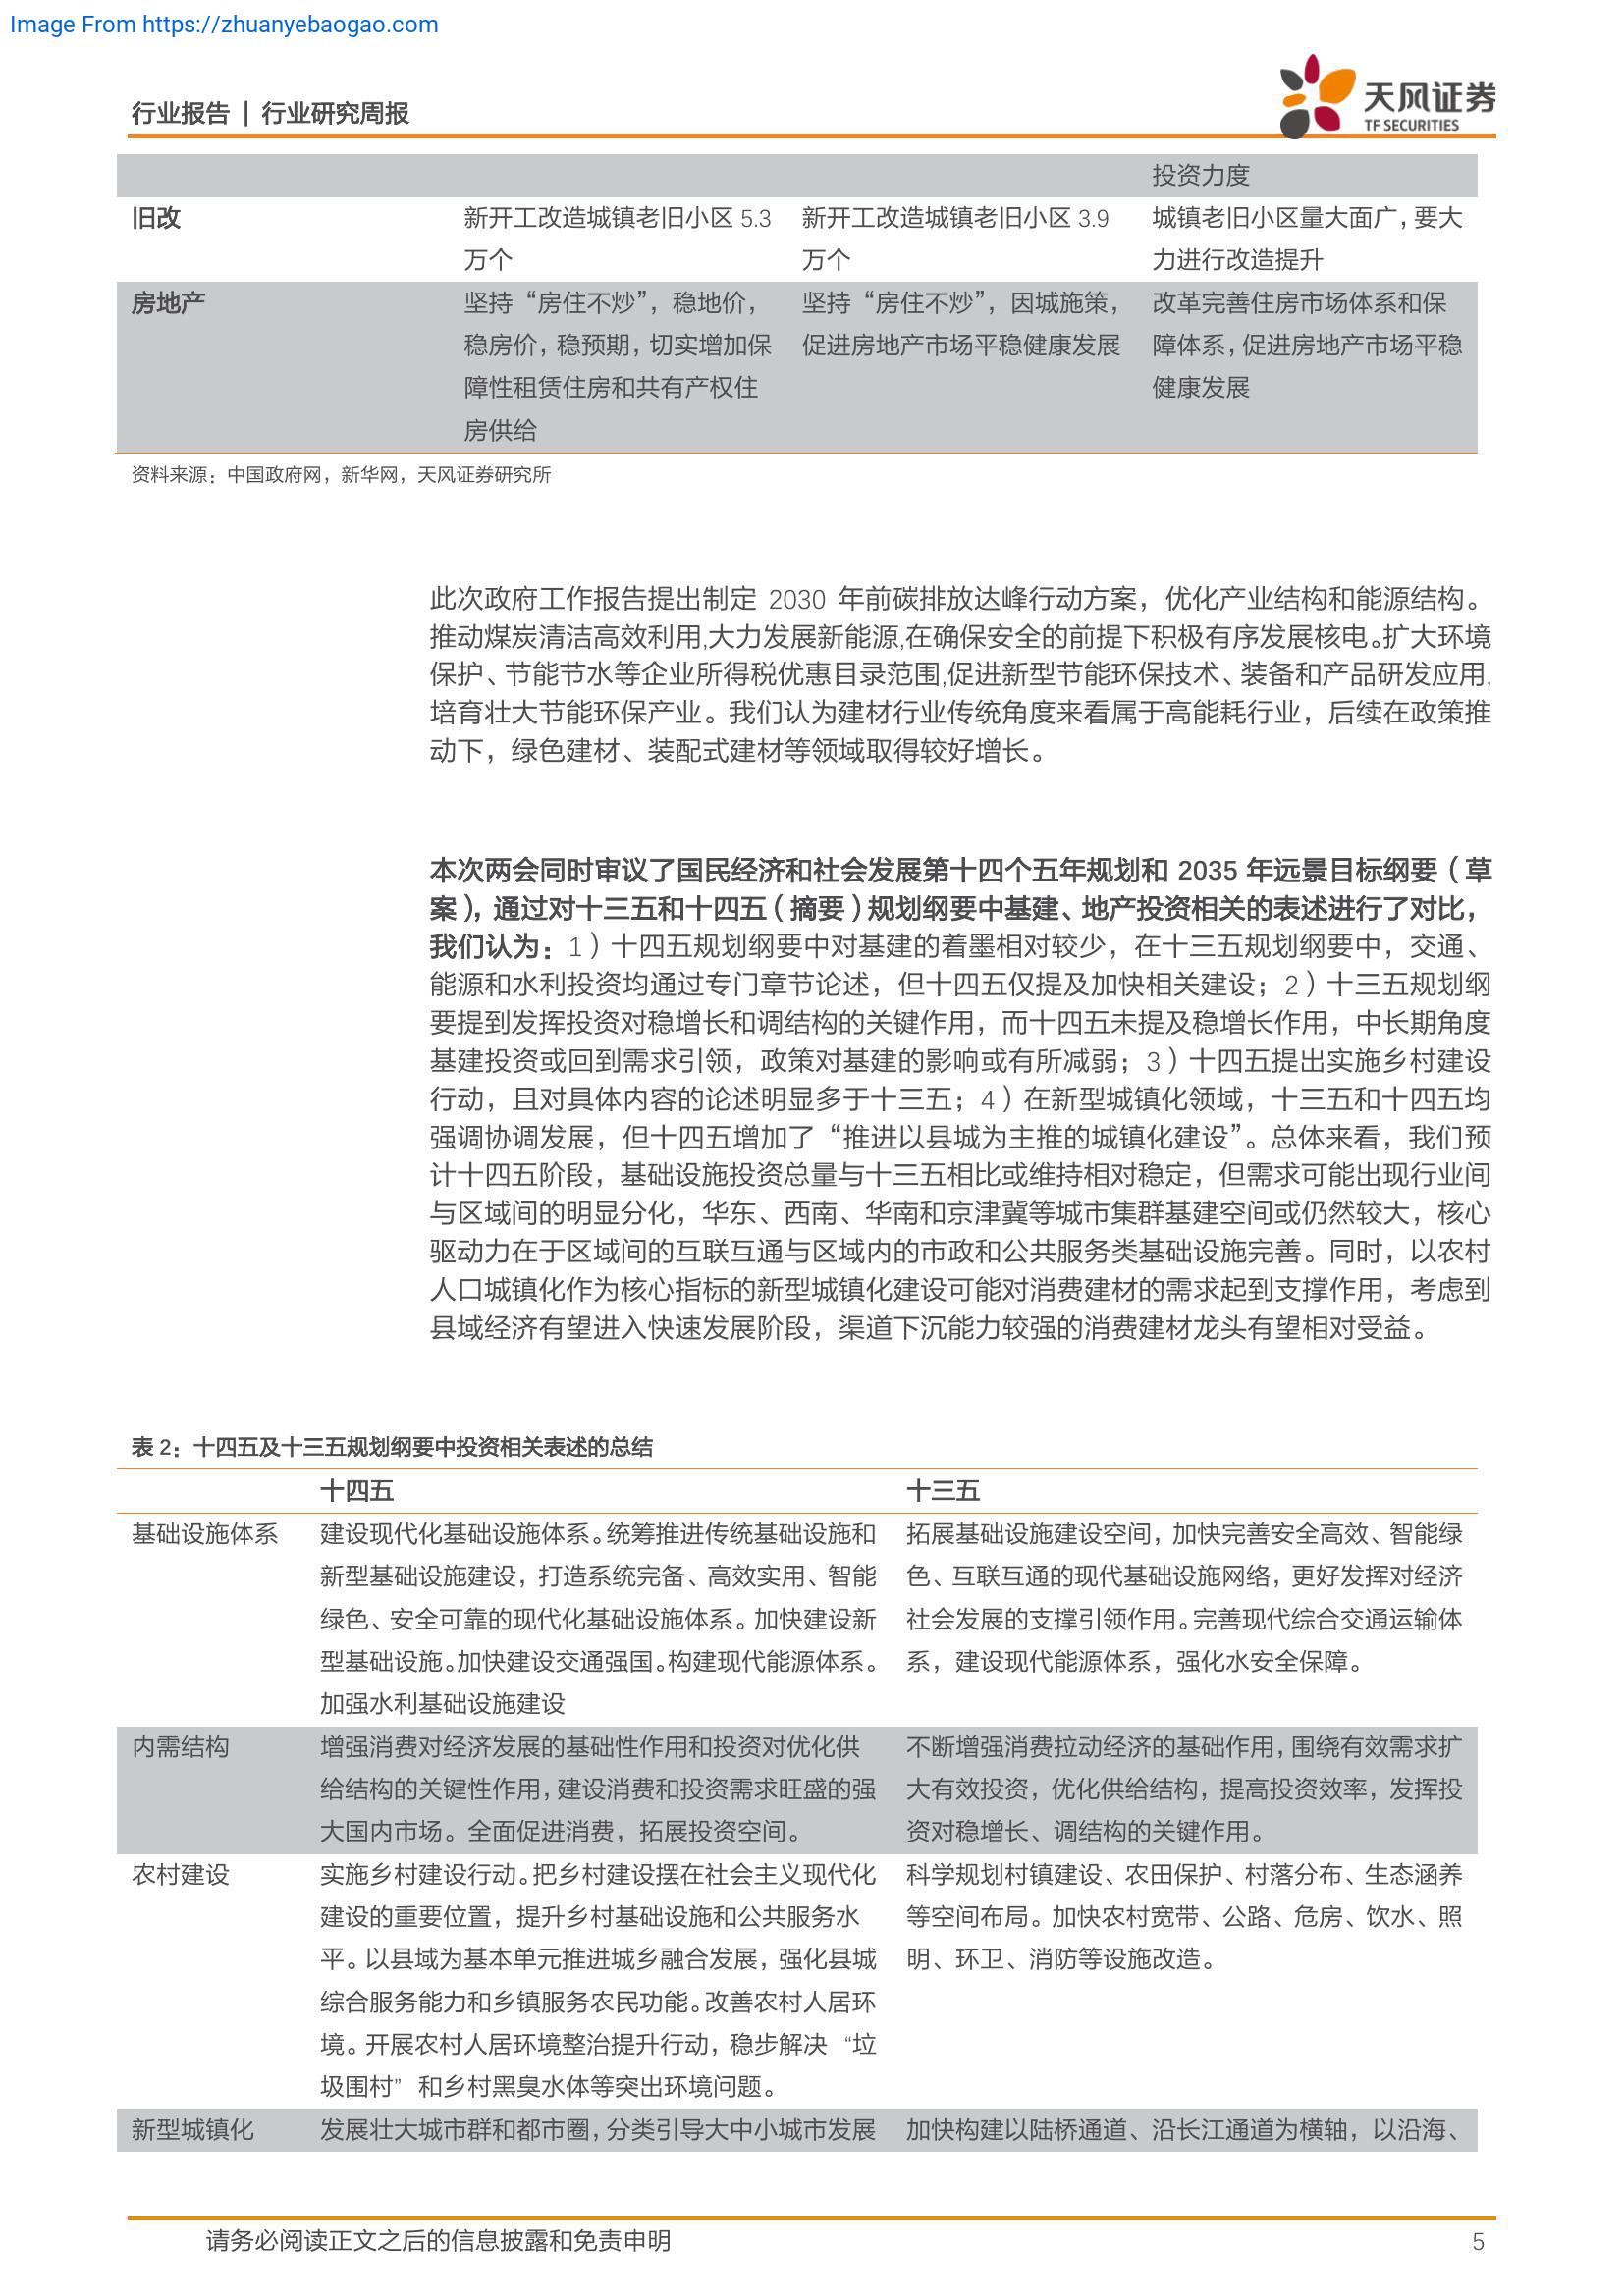 Image From https://zhuanyebaogao.com
行业报告 | 行业研究周报
天风证券
TF SECURITIES
投资力度
旧改 新开工改造城镇老旧小区 5.3 新开工改造城镇老旧小区 3.9 城镇老旧小区量大面广，要大
万个 万个 力进行改造提升
房地产 坚持“房住不炒”，稳地价， 坚持“房住不炒”，因城施策， 改革完善住房市场体系和保
稳房价，稳预期，切实增加保 促进房地产市场平稳健康发展 障体系，促进房地产市场平稳
障性租赁住房和共有产权住 健康发展
房供给
资料来源：中国政府网，新华网，天风证券研究所
此次政府工作报告提出制定 2030 年前碳排放达峰行动方案，优化产业结构和能源结构。
推动煤炭清洁高效利用,大力发展新能源,在确保安全的前提下积极有序发展核电。扩大环境
保护、节能节水等企业所得税优惠目录范围,促进新型节能环保技术、装备和产品研发应用,
培育壮大节能环保产业。我们认为建材行业传统角度来看属于高能耗行业，后续在政策推
动下，绿色建材、装配式建材等领域取得较好增长。
本次两会同时审议了国民经济和社会发展第十四个五年规划和 2035 年远景目标纲要（草
案），通过对十三五和十四五（摘要）规划纲要中基建、地产投资相关的表述进行了对比，
我们认为：1）十四五规划纲要中对基建的着墨相对较少，在十三五规划纲要中，交通、
能源和水利投资均通过专门章节论述，但十四五仅提及加快相关建设；2）十三五规划纲
要提到发挥投资对稳增长和调结构的关键作用，而十四五未提及稳增长作用，中长期角度
基建投资或回到需求引领，政策对基建的影响或有所减弱；3）十四五提出实施乡村建设
行动，且对具体内容的论述明显多于十三五；4）在新型城镇化领域，十三五和十四五均
强调协调发展，但十四五增加了“推进以县城为主推的城镇化建设”。总体来看，我们预
计十四五阶段，基础设施投资总量与十三五相比或维持相对稳定，但需求可能出现行业间
与区域间的明显分化，华东、西南、华南和京津冀等城市集群基建空间或仍然较大，核心
驱动力在于区域间的互联互通与区域内的市政和公共服务类基础设施完善。同时，以农村
人口城镇化作为核心指标的新型城镇化建设可能对消费建材的需求起到支撑作用，考虑到
县域经济有望进入快速发展阶段，渠道下沉能力较强的消费建材龙头有望相对受益。
表 2：十四五及十三五规划纲要中投资相关表述的总结
十四五 十三五
基础设施体系 建设现代化基础设施体系。统筹推进传统基础设施和 拓展基础设施建设空间，加快完善安全高效、智能绿
新型基础设施建设，打造系统完备、高效实用、智能 色、互联互通的现代基础设施网络，更好发挥对经济
绿色、安全可靠的现代化基础设施体系。加快建设新 社会发展的支撑引领作用。完善现代综合交通运输体
型基础设施。加快建设交通强国。构建现代能源体系。 系，建设现代能源体系，强化水安全保障。
加强水利基础设施建设
内需结构 增强消费对经济发展的基础性作用和投资对优化供 不断增强消费拉动经济的基础作用，围绕有效需求扩
给结构的关键性作用，建设消费和投资需求旺盛的强 大有效投资，优化供给结构，提高投资效率，发挥投
大国内市场。全面促进消费，拓展投资空间。 资对稳增长、调结构的关键作用。
农村建设 实施乡村建设行动。把乡村建设摆在社会主义现代化 科学规划村镇建设、农田保护、村落分布、生态涵养
建设的重要位置，提升乡村基础设施和公共服务水 等空间布局。加快农村宽带、公路、危房、饮水、照
平。以县域为基本单元推进城乡融合发展，强化县城 明、环卫、消防等设施改造。
综合服务能力和乡镇服务农民功能。改善农村人居环
境。开展农村人居环境整治提升行动，稳步解决 “垃
圾围村” 和乡村黑臭水体等突出环境问题。
新型城镇化 发展壮大城市群和都市圈，分类引导大中小城市发展 加快构建以陆桥通道、沿长江通道为横轴，以沿海、
请务必阅读正文之后的信息披露和免责申明 5